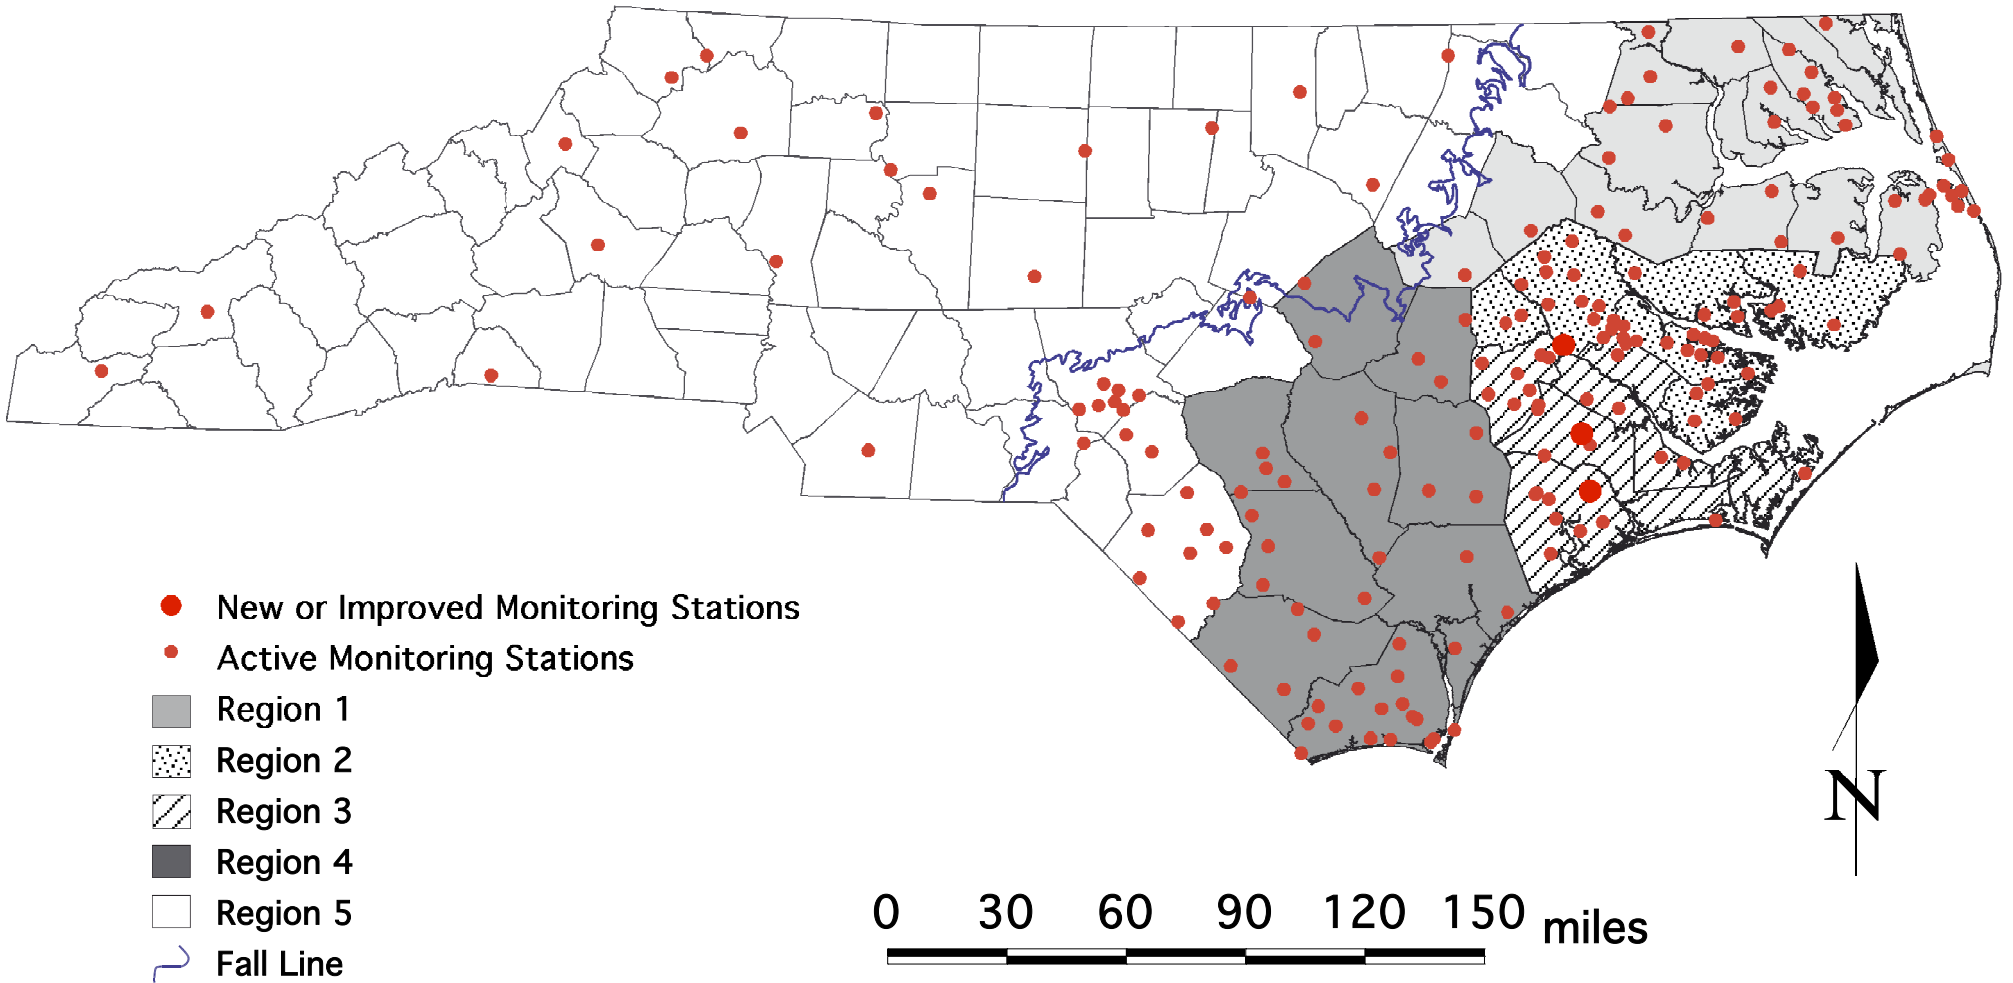 New or Improved Monitoring Stations
Active Monitoring Stations
Region 1
Region 2
Region 3
Region 4
Region 5
Fall Line
0 30 60 90 120 150 miles
N